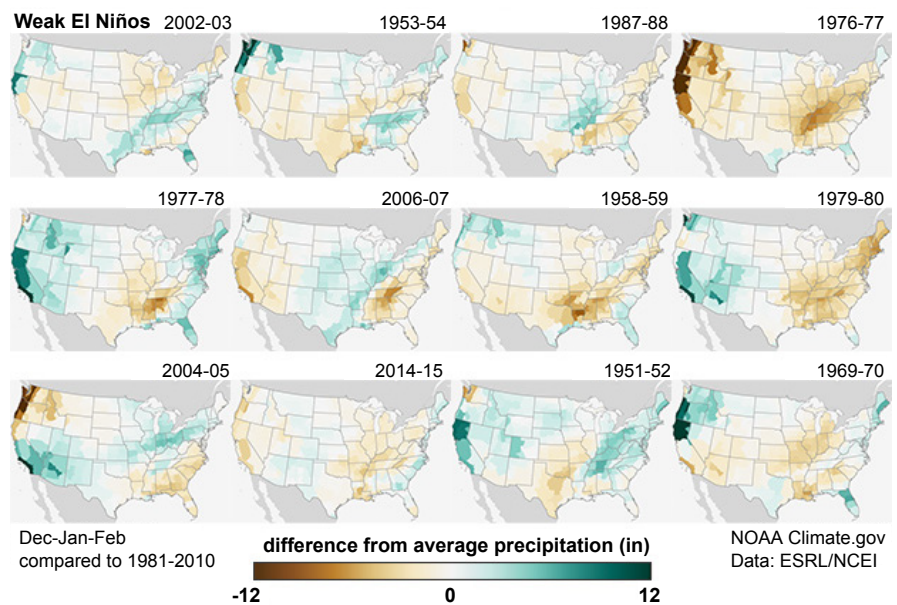 Weak El Niños 2002-03 1953-54 1987-88 1976-77
1977-78 2006-07 1958-59 1979-80
2004-05 2014-15 1951-52 1969-70
Dec-Jan-Feb
compared to 1981-2010
difference from average precipitation (in)
-12 0 12
NOAA Climate.gov
Data: ESRL/NCEI